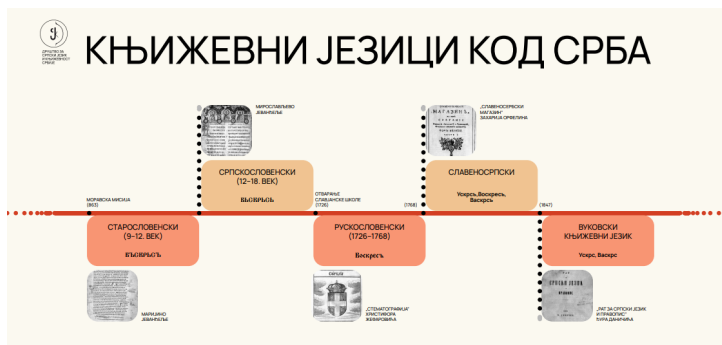 ДРУШТВО ЗА
СРПСКИ ЈЕЗИК
И КЊИЖЕВНОСТ
СРБИЈЕ
КЊИЖЕВНИ ЈЕЗИЦИ КОД СРБА
МИРОСЛАВЉЕВО
ЈЕВАНЂЕЉЕ
„СЛАВЕНОСЕРБСКИ
МАГАЗИН“
ЗАХАРИЈА ОРФЕЛИНА
СРПСКОСЛОВЕНСКИ
(12–18. ВЕК)
ВЬСКРЬСЬ
СЛАВЕНОСРПСКИ
Ускрсъ, Воскресъ,
Васкрсъ
МОРАВСКА МИСИЈА
(863)
ОТВАРАЊЕ
СЛАВЈАНСКЕ ШКОЛЕ
(1726)
(1768)
(1847)
СТАРОСЛОВЕНСКИ
(9–12. ВЕК)
ВЪСКРЬСЪ
РУСКОСЛОВЕНСКИ
(1726–1768)
Воскресъ
ВУКОВСКИ
КЊИЖЕВНИ ЈЕЗИК
Ускрс, Васкрс
МАРИЈИНО
ЈЕВАНЂЕЉЕ
„СТЕМАТОГРАФИЈА“
ХРИСТИФОРА
ЖЕФАРОВИЋА
„РАТ ЗА СРПСКИ ЈЕЗИК
И ПРАВОПИС“
ЂУРА ДАНИЧИЋА